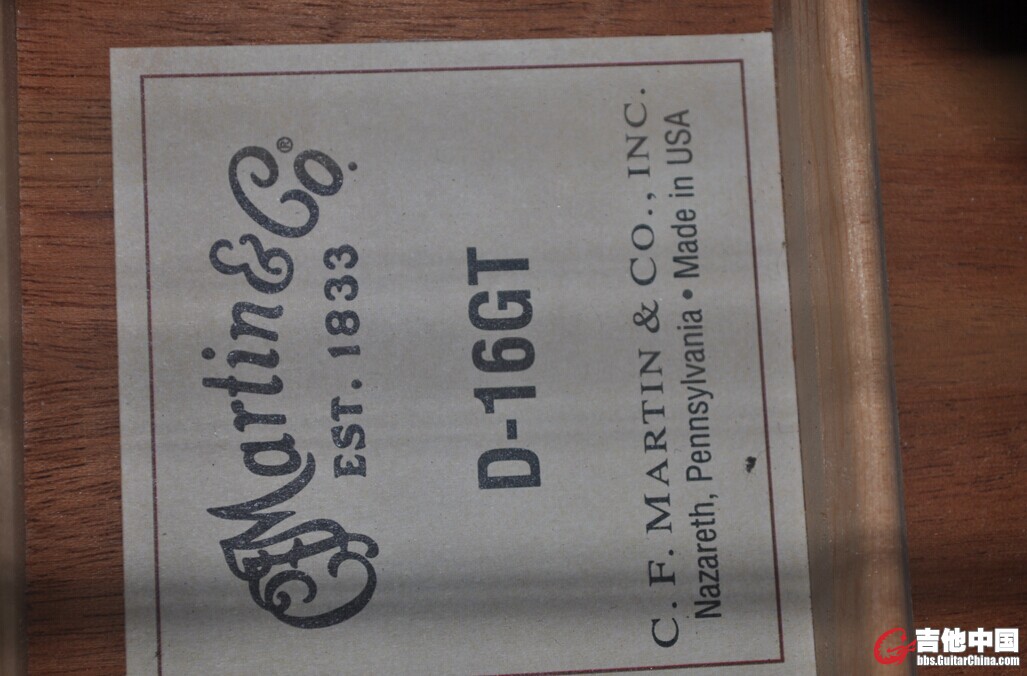 CFMartin & Co.®
EST. 1833
D-16GT
C. F. MARTIN & CO., INC.
Nazareth, Pennsylvania • Made in USA
吉他中国
bbs.GuitarChina.com